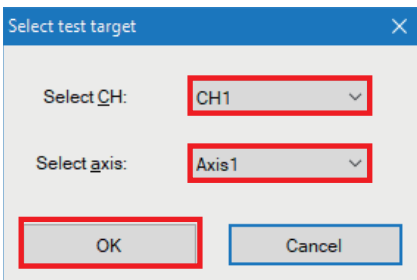 Select test target
Select CH:
CH1
Select axis:
Axis1
OK
Cancel